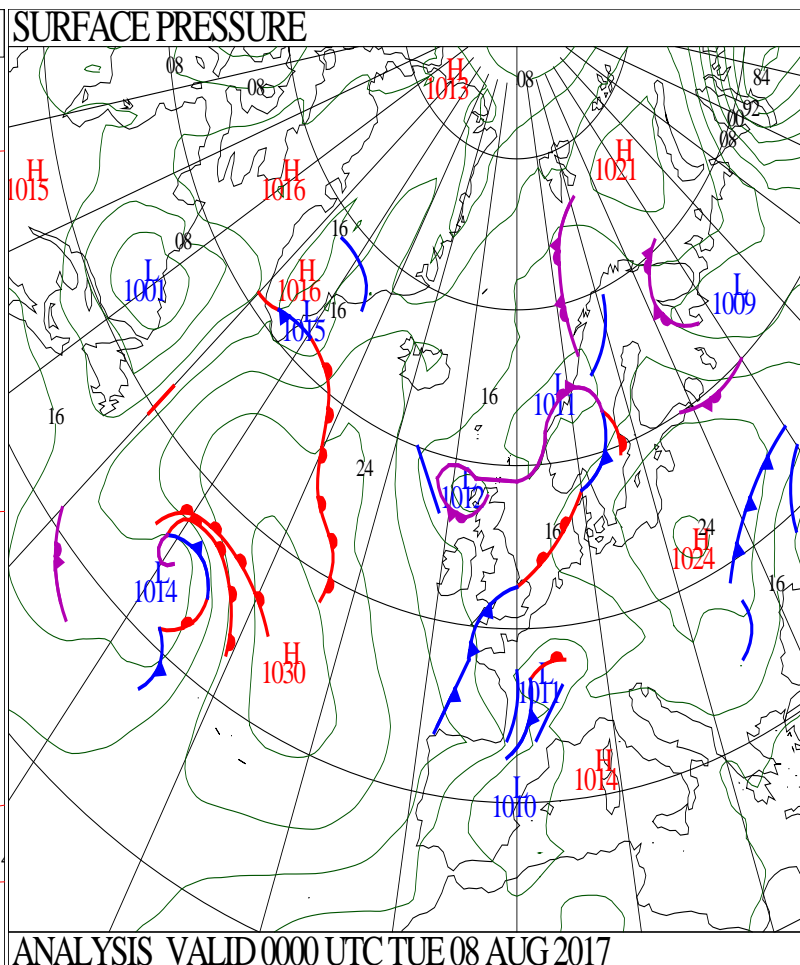 SURFACE PRESSURE
08
08
H
1013
08
84
92
00
08
H
1015
H
1016
H
1021
16
08
L
1001
H
1016
16
L
1015
L
1009
16
16
L
1011
24
L
1012
16
24
H
1024
16
L
1014
H
1030
L
1011
H
1014
L
1010
ANALYSIS VALID 0000 UTC TUE 08 AUG 2017